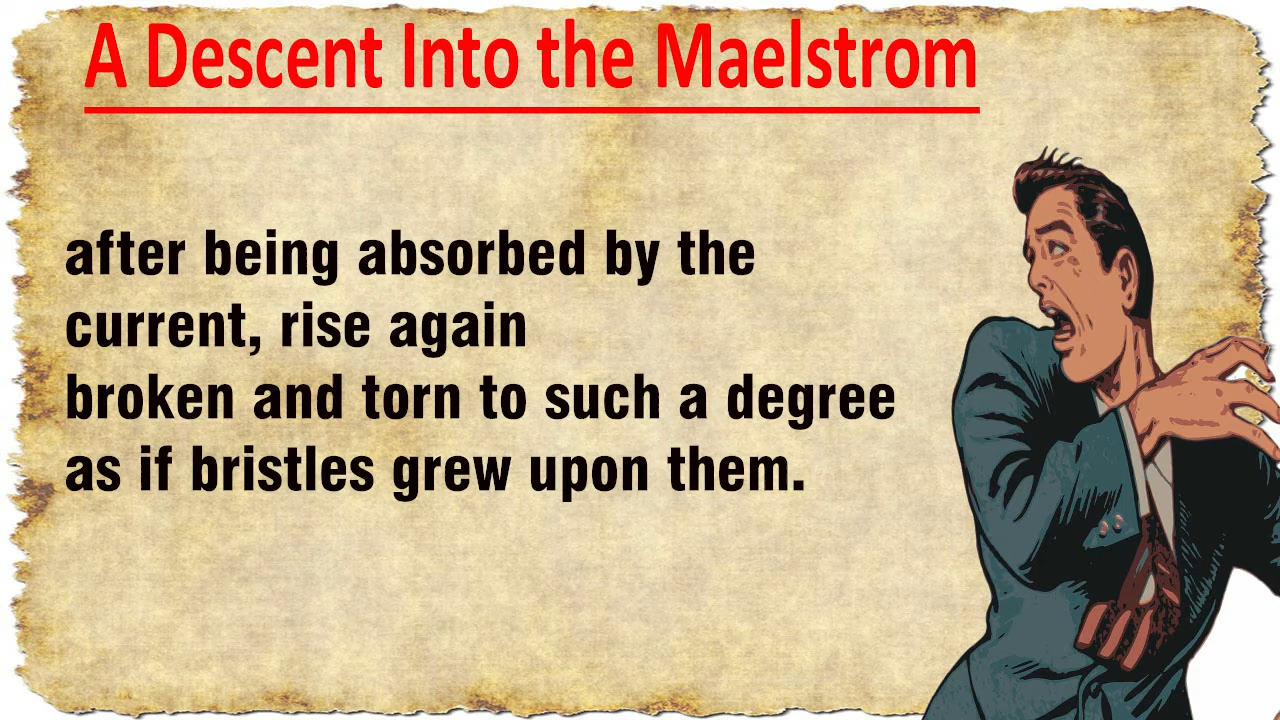 A Descent Into the Maelstrom
after being absorbed by the
current, rise again
broken and torn to such a degree
as if bristles grew upon them.